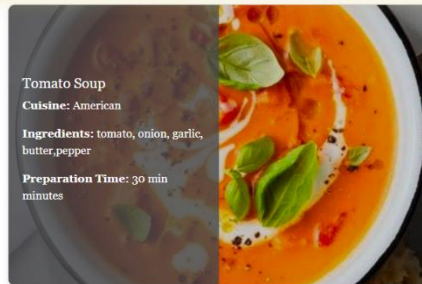 Tomato Soup
Cuisine: American
Ingredients: tomato, onion, garlic,
butter,pepper
Preparation Time: 30 min
minutes